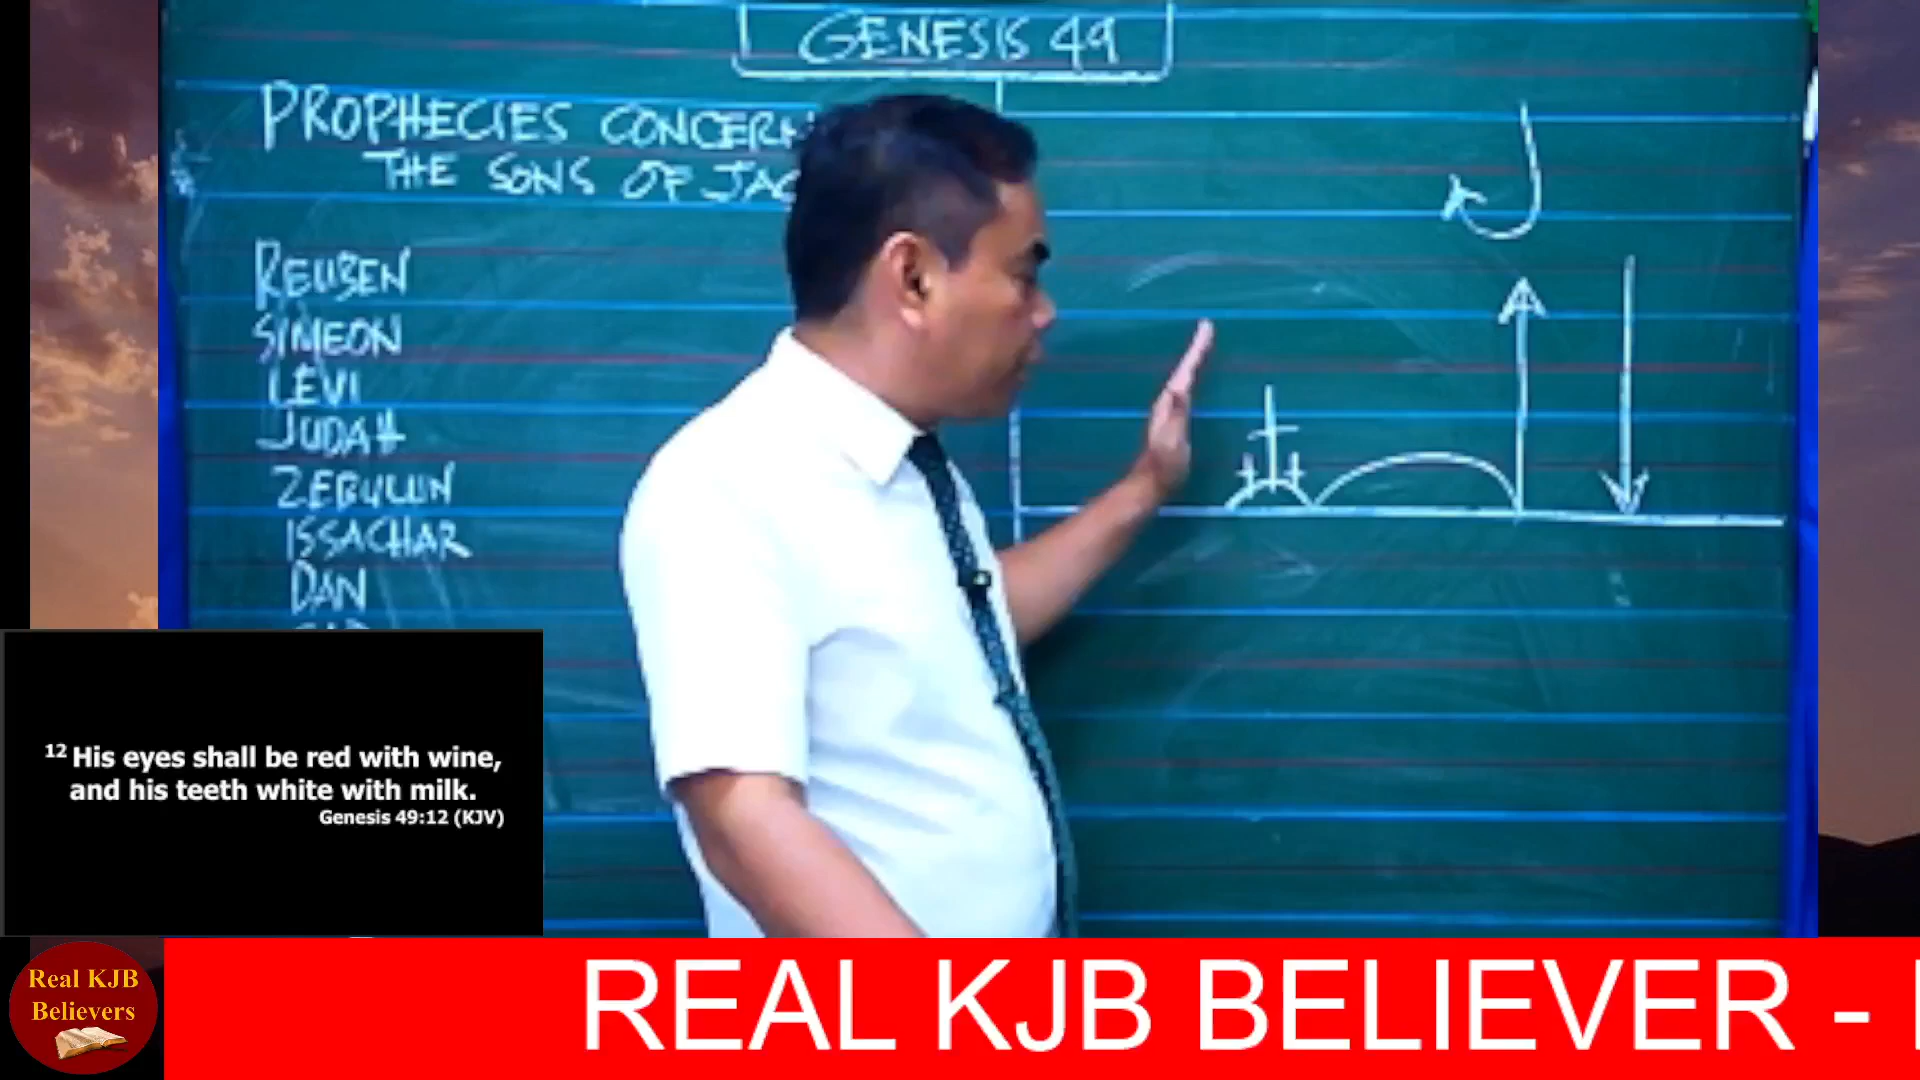 GENESIS 49
PROPHECIES CONCERN
THE SONS OF JAC
REUBEN
SIMEON
LEVI
JUDAH
ZEBULUN
ISSACHAR
DAN
12 His eyes shall be red with wine,
and his teeth white with milk.
Genesis 49:12 (KJV)
Real KJB
Believers
REAL KJB BELIEVER -